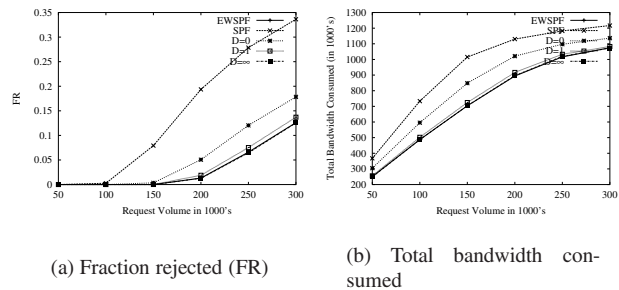 0.35
0.3
0.25
0.2
0.15
0.1
0.05
0
FR
50 100 150 200 250 300
Request Volume in 1000's
EWSPF
SPF
D=0
D=1
D=∞
(a) Fraction rejected (FR)
1300
1200
1100
1000
900
800
700
600
500
400
300
200
Total Bandwidth Consumed (in 1000's)
50 100 150 200 250 300
Request Volume in 1000's
EWSPF
SPF
D=0
D=1
D=∞
(b) Total bandwidth con-
sumed